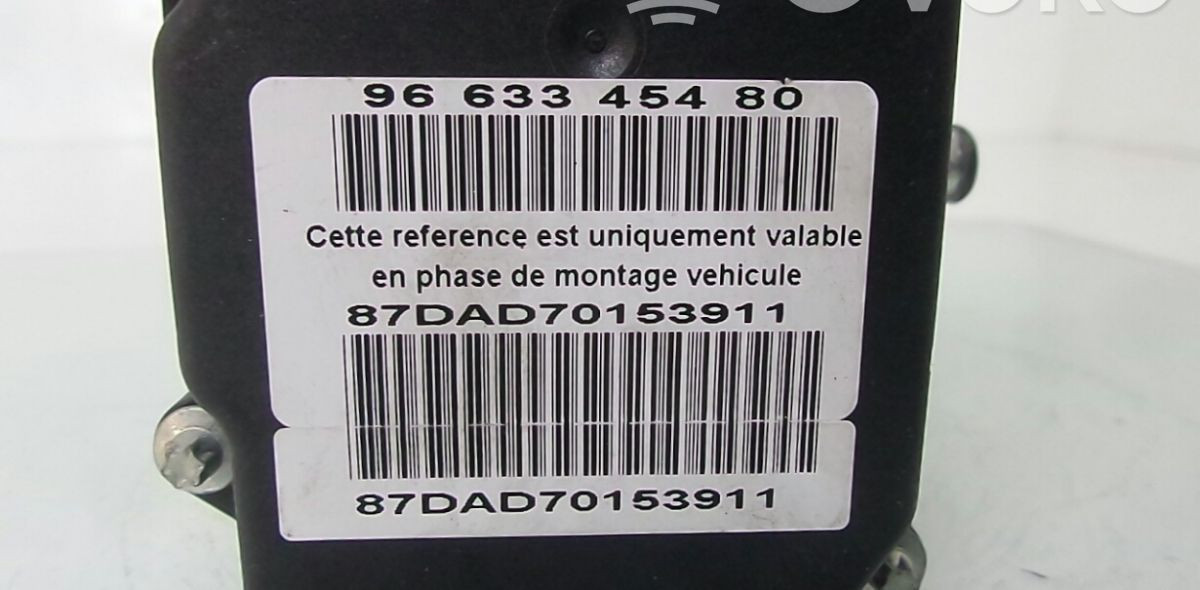 96 633 454 80
Cette reference est uniquement valable
en phase de montage vehicule
87DAD70153911
87DAD70153911